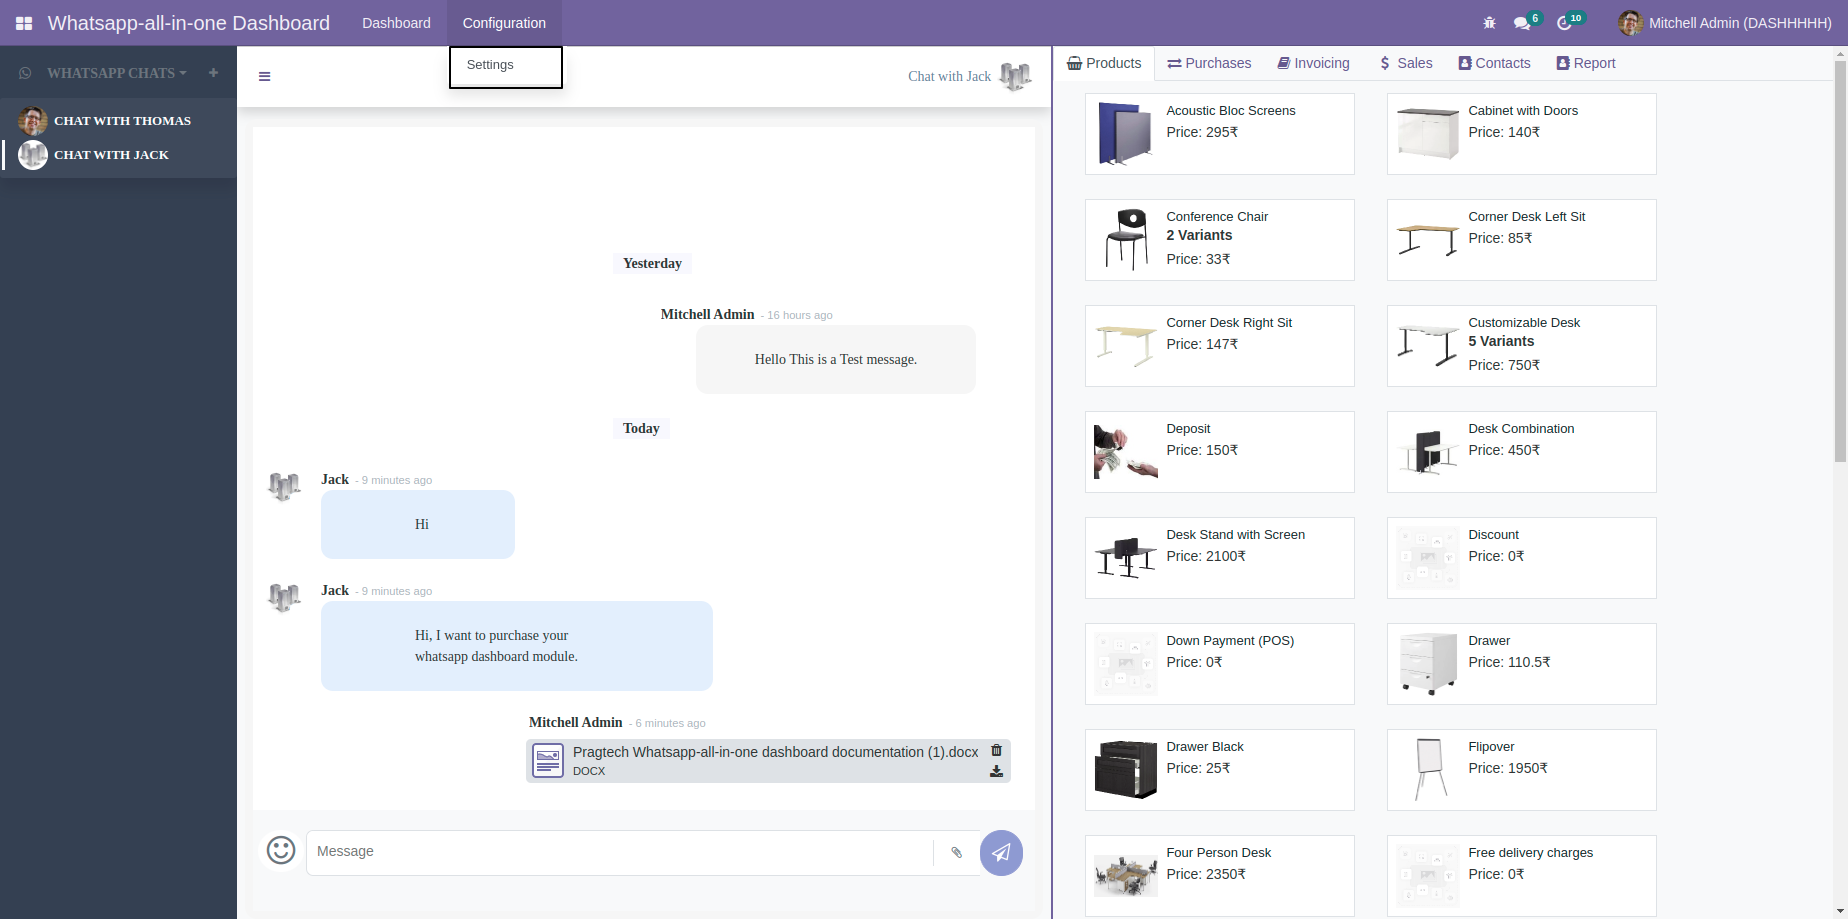 Whatsapp-all-in-one Dashboard
Dashboard
Configuration
6
10
Mitchell Admin (DASHHHHH)
Settings
WHATSAPP CHATS
CHAT WITH THOMAS
CHAT WITH JACK
Chat with Jack
Yesterday
Mitchell Admin - 16 hours ago
Hello This is a Test message.
Today
Jack - 9 minutes ago
Hi
Jack - 9 minutes ago
Hi, I want to purchase your
whatsapp dashboard module.
Mitchell Admin - 6 minutes ago
Pragtech Whatsapp-all-in-one dashboard documentation (1).docx
DOCX
Message
Products
Purchases
Invoicing
Sales
Contacts
Report
Acoustic Bloc Screens
Price: 295₹
Cabinet with Doors
Price: 140₹
Conference Chair
2 Variants
Price: 33₹
Corner Desk Left Sit
Price: 85₹
Corner Desk Right Sit
Price: 147₹
Customizable Desk
5 Variants
Price: 750₹
Deposit
Price: 150₹
Desk Combination
Price: 450₹
Desk Stand with Screen
Price: 2100₹
Discount
Price: 0₹
Down Payment (POS)
Price: 0₹
Drawer
Price: 110.5₹
Drawer Black
Price: 25₹
Flipover
Price: 1950₹
Four Person Desk
Price: 2350₹
Free delivery charges
Price: 0₹